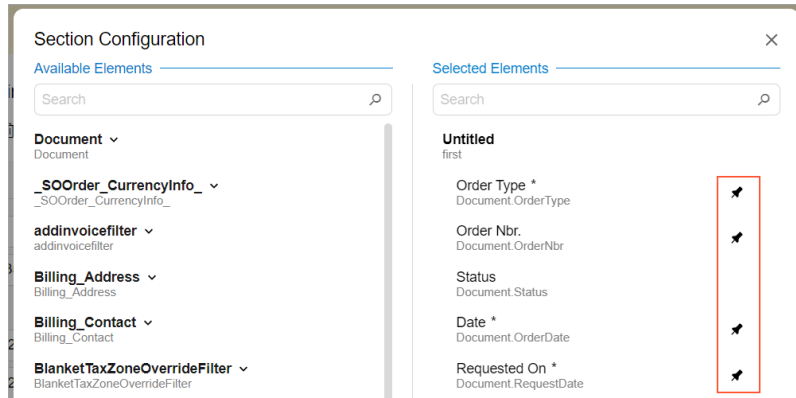 Section Configuration
Available Elements
Search
Document
Document
_SOOrder_CurrencyInfo_
_SOOrder_CurrencyInfo_
addinvoicefilter
addinvoicefilter
Billing_Address
Billing_Address
Billing_Contact
Billing_Contact
BlanketTaxZoneOverrideFilter
BlanketTaxZoneOverrideFilter
Selected Elements
Search
Untitled
first
Order Type *
Document.OrderType
Order Nbr.
Document.OrderNbr
Status
Document.Status
Date *
Document.OrderDate
Requested On *
Document.RequestDate